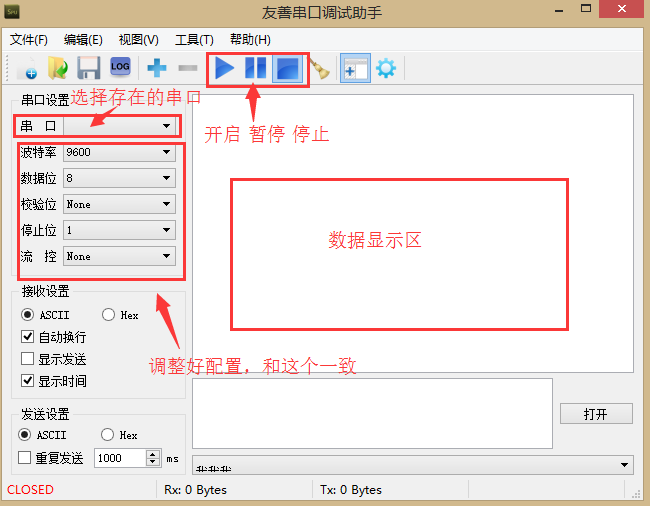 友善串口调试助手
文件(F) 编辑(E) 视图(V) 工具(T) 帮助(H)
LOG
串口设置
选择存在的串口
串 口
开启 暂停 停止
波特率 9600
数据位 8
校验位 None
停止位 1
流 控 None
数据显示区
接收设置
ASCII Hex
自动换行
显示发送
显示时间
调整好配置，和这个一致
发送设置
ASCII Hex
重复发送 1000 ms
打开
CLOSED Rx: 0 Bytes Tx: 0 Bytes